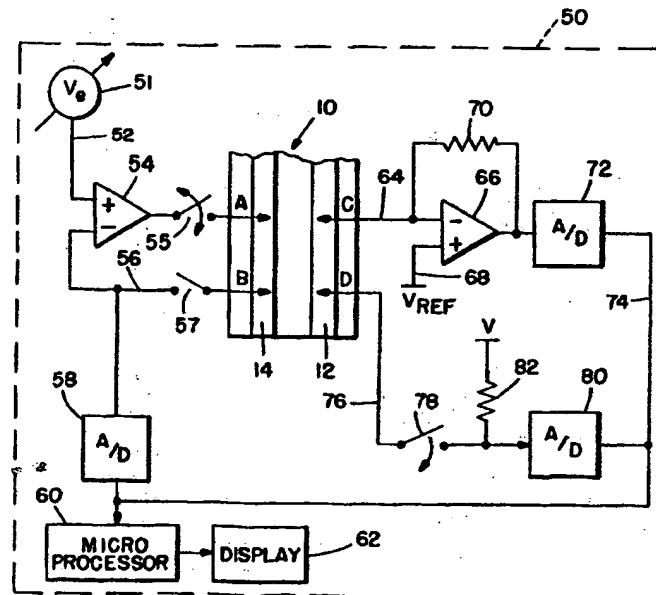 50
Ve
51
52
10
54
+
-
55
A
B
C
D
56
57
14
12
64
70
66
-
+
68
VREF
72
A/D
74
76
78
V
82
80
A/D
58
A/D
60
MICRO
PROCESSOR
DISPLAY
62